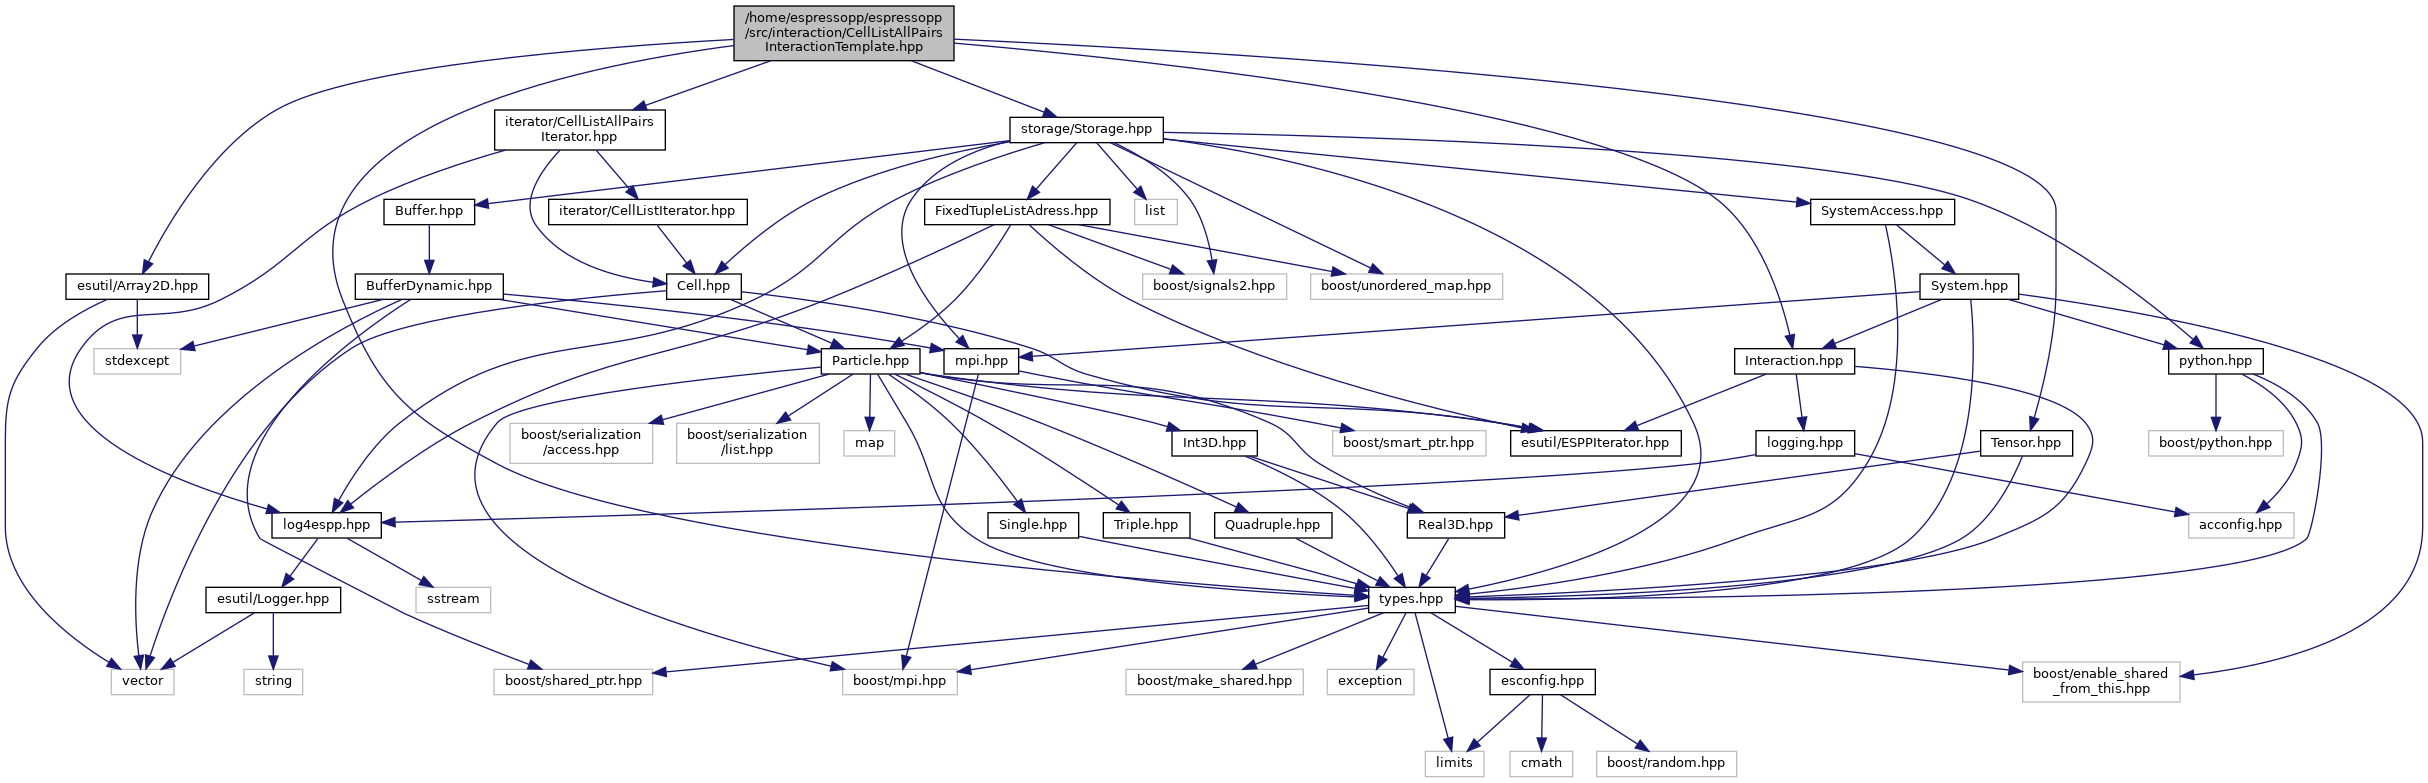 /home/espressopp/espressopp
/src/interaction/CellListAllPairs
InteractionTemplate.hpp
iterator/CellListAllPairs
Iterator.hpp
storage/Storage.hpp
Buffer.hpp
iterator/CellListIterator.hpp
FixedTupleListAdress.hpp
list
SystemAccess.hpp
esutil/Array2D.hpp
BufferDynamic.hpp
Cell.hpp
boost/signals2.hpp
boost/unordered_map.hpp
System.hpp
stdexcept
Particle.hpp
mpi.hpp
Interaction.hpp
python.hpp
boost/serialization
/access.hpp
boost/serialization
/list.hpp
map
Int3D.hpp
boost/smart_ptr.hpp
esutil/ESPPIterator.hpp
logging.hpp
Tensor.hpp
boost/python.hpp
log4espp.hpp
Single.hpp
Triple.hpp
Quadruple.hpp
Real3D.hpp
acconfig.hpp
esutil/Logger.hpp
sstream
types.hpp
vector
string
boost/shared_ptr.hpp
boost/mpi.hpp
boost/make_shared.hpp
exception
esconfig.hpp
boost/enable_shared
_from_this.hpp
limits
cmath
boost/random.hpp